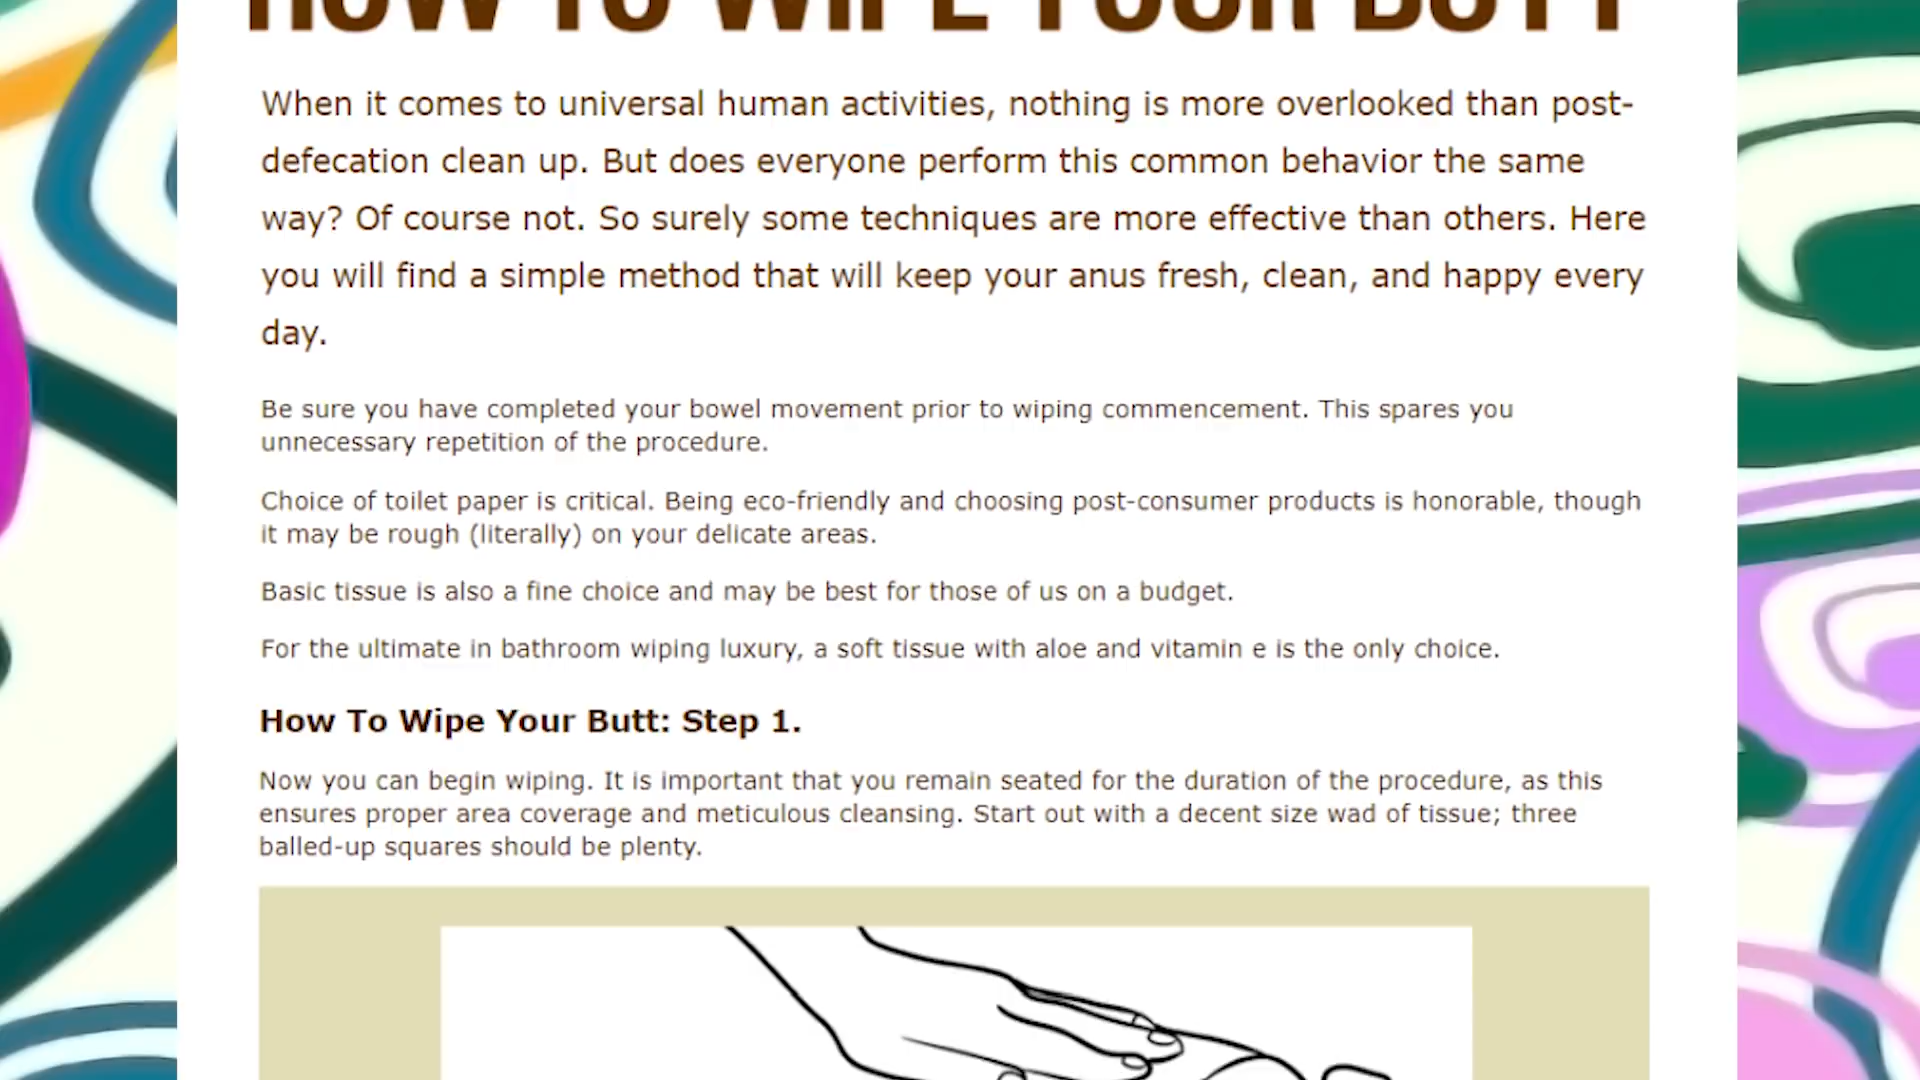 HOW TO WIPE YOUR BUTT
When it comes to universal human activities, nothing is more overlooked than post-
defecation clean up. But does everyone perform this common behavior the same
way? Of course not. So surely some techniques are more effective than others. Here
you will find a simple method that will keep your anus fresh, clean, and happy every
day.
Be sure you have completed your bowel movement prior to wiping commencement. This spares you
unnecessary repetition of the procedure.
Choice of toilet paper is critical. Being eco-friendly and choosing post-consumer products is honorable, though
it may be rough (literally) on your delicate areas.
Basic tissue is also a fine choice and may be best for those of us on a budget.
For the ultimate in bathroom wiping luxury, a soft tissue with aloe and vitamin e is the only choice.
How To Wipe Your Butt: Step 1.
Now you can begin wiping. It is important that you remain seated for the duration of the procedure, as this
ensures proper area coverage and meticulous cleansing. Start out with a decent size wad of tissue; three
balled-up squares should be plenty.